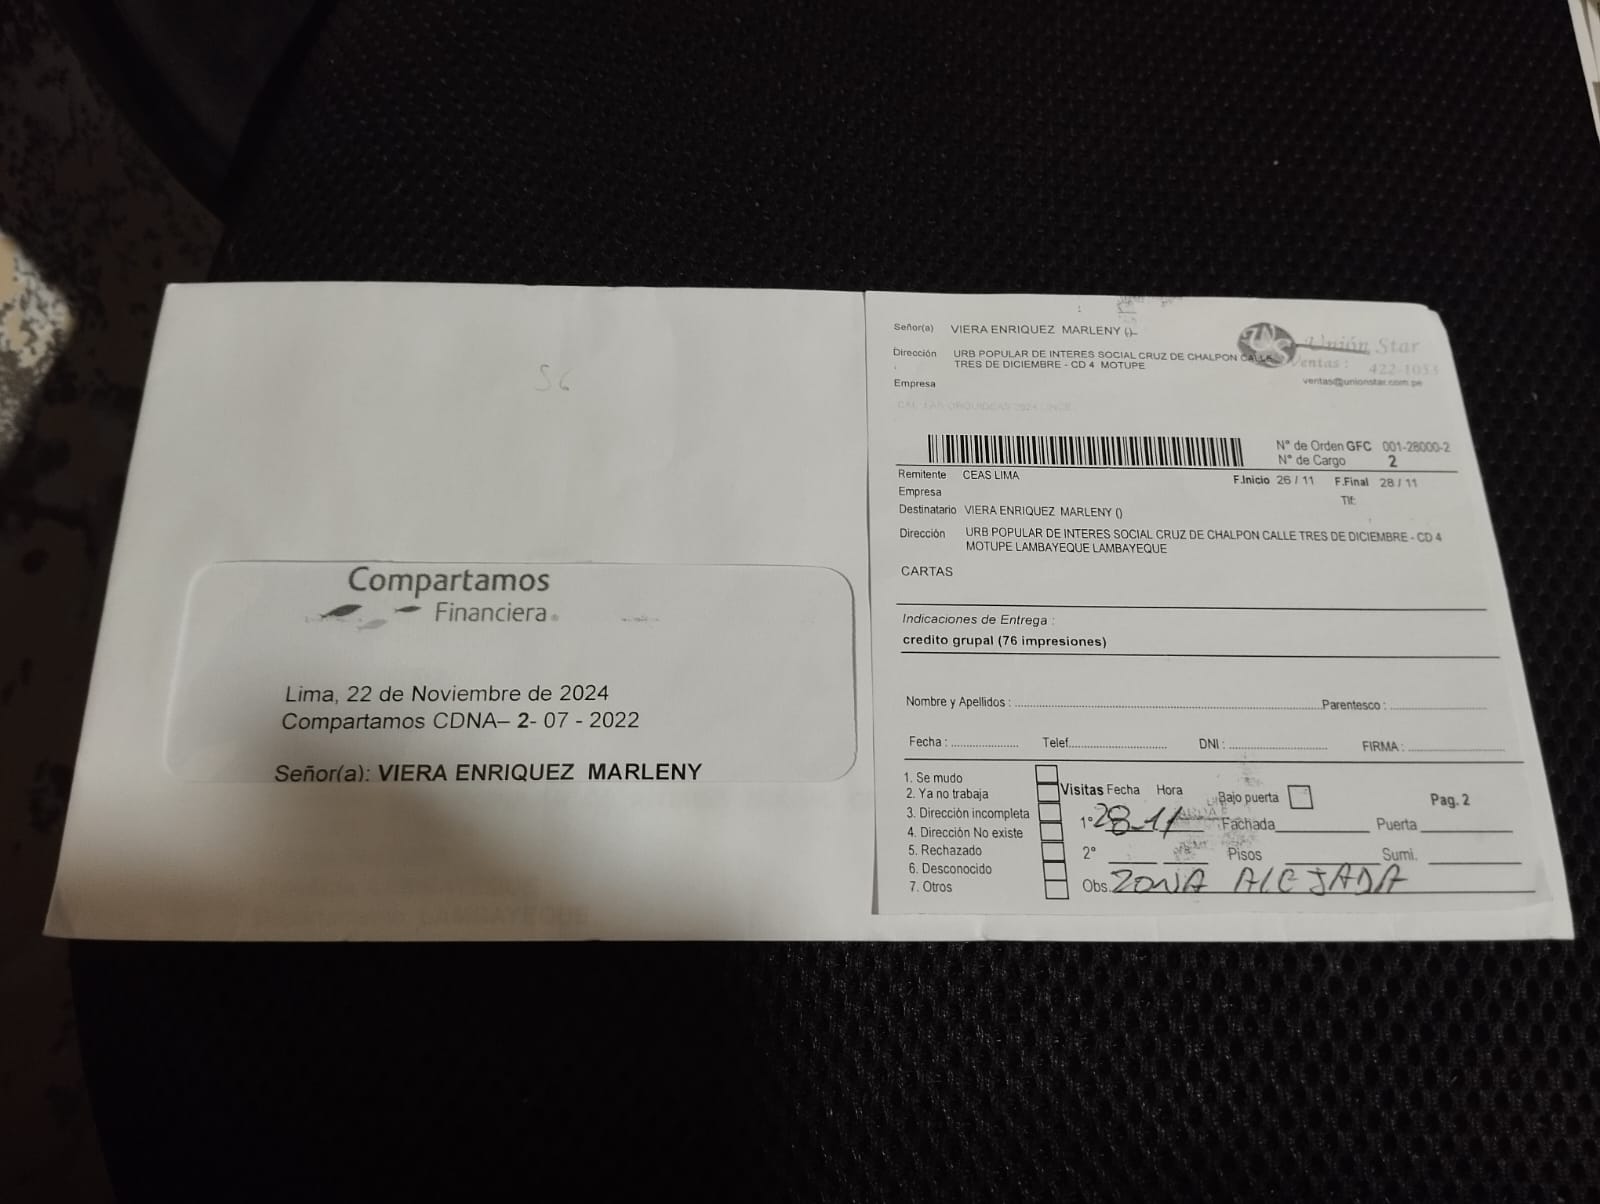 S6
Compartamos
Financiera
Lima, 22 de Noviembre de 2024
Compartamos CDNA– 2- 07 - 2022
Señor(a): VIERA ENRIQUEZ MARLENY
LAMBAYEQUE
Señor(a) VIERA ENRIQUEZ MARLENY ()
Dirección URB POPULAR DE INTERES SOCIAL CRUZ DE CHALPON CALLE
TRES DE DICIEMBRE - CD 4 MOTUPE
Empresa
Unión Star
Ventas : 422-1053
ventas@unionstar.com.pe
N° de Orden GFC 001-28000-2
N° de Cargo 2
Remitente CEAS LIMA
F.Inicio 26 / 11 F.Final 28 / 11
Empresa
Tlf:
Destinatario VIERA ENRIQUEZ MARLENY ()
Dirección URB POPULAR DE INTERES SOCIAL CRUZ DE CHALPON CALLE TRES DE DICIEMBRE - CD 4
MOTUPE LAMBAYEQUE LAMBAYEQUE
CARTAS
Indicaciones de Entrega :
credito grupal (76 impresiones)
Nombre y Apellidos : Parentesco :
Fecha : Telef. DNI : FIRMA :
1. Se mudo
2. Ya no trabaja
3. Dirección incompleta
4. Dirección No existe
5. Rechazado
6. Desconocido
7. Otros
Visitas Fecha Hora Bajo puerta Pag. 2
1° 28-11 Fachada Puerta
2° Pisos Sumi.
Obs. ZONA ALEJADA